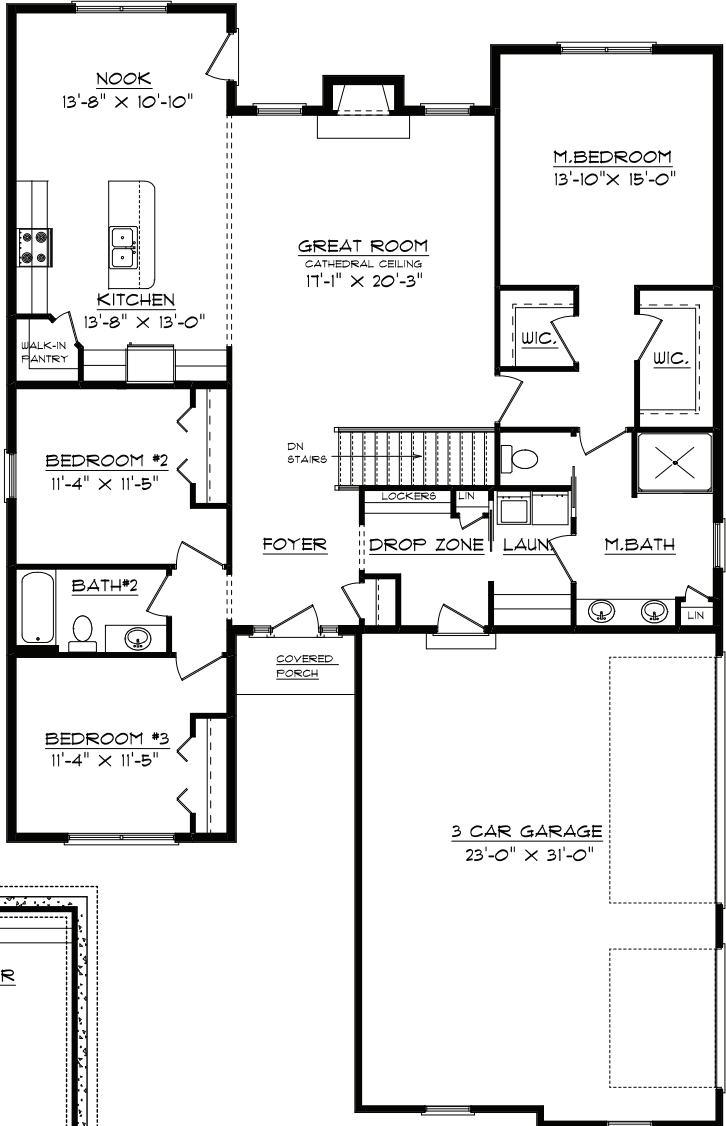 NOOK
13'-8" X 10'-10"
M.BEDROOM
13'-10"X 15'-0"
GREAT ROOM
CATHEDRAL CEILING
17'-1" X 20'-3"
KITCHEN
13'-8" X 13'-0"
WALK-IN
PANTRY
WIC.
WIC.
DN
STAIRS
BEDROOM #2
11'-4" X 11'-5"
LOCKERS
LIN
FOYER
DROP ZONE
LAUN.
M.BATH
BATH#2
LIN
COVERED
PORCH
BEDROOM #3
11'-4" X 11'-5"
3 CAR GARAGE
23'-0" X 31'-0"
R